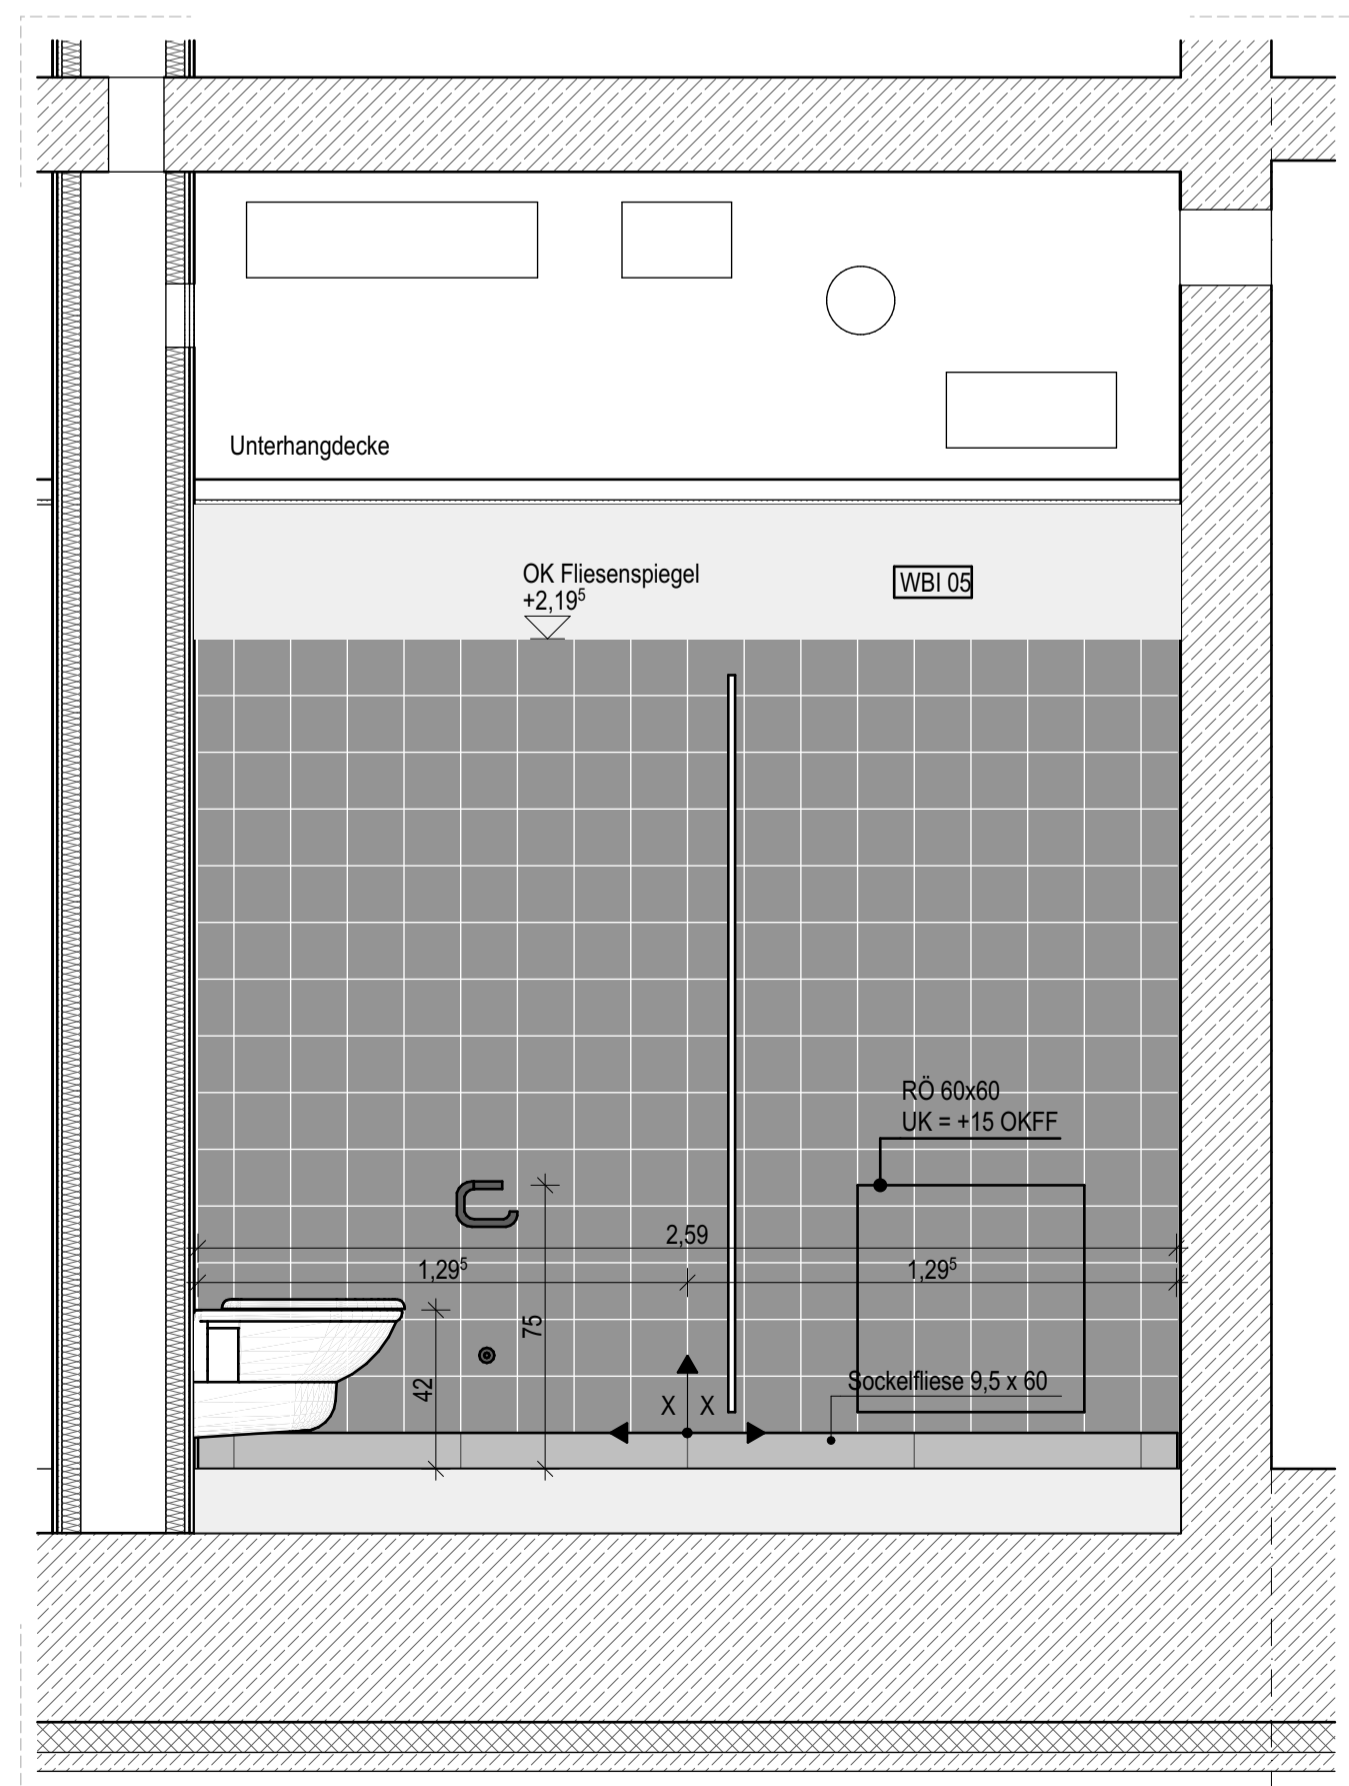 Unterhangdecke
OK Fliesenspiegel
+2,19⁵
WBI 05
RÖ 60x60
UK = +15 OKFF
2,59
1,29⁵
1,29⁵
75
42
Sockelfliese 9,5 x 60
X X